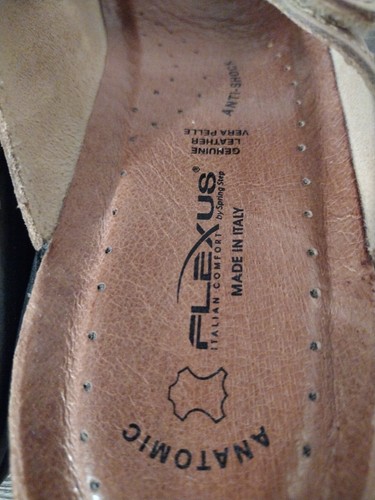 ANTI-SHOCK
GENUINE
LEATHER
VERA PELLE
FLEXUS®
by Spring Step
ITALIAN COMFORT
MADE IN ITALY
ANATOMIC